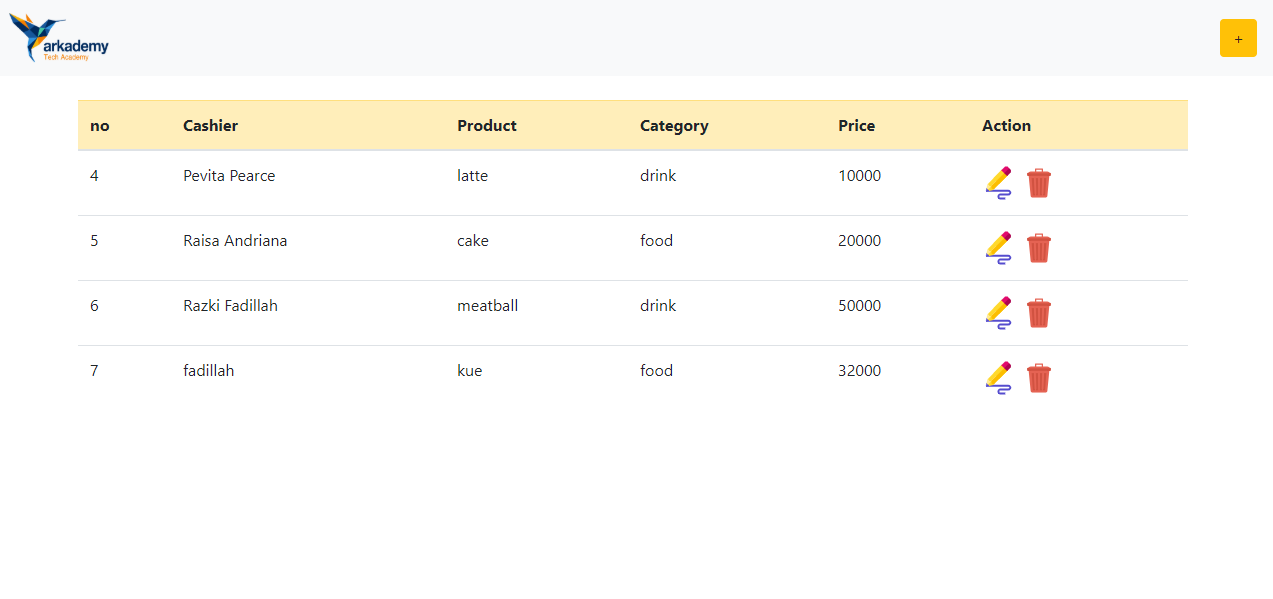 arkademy
Tech Academy
+
no Cashier Product Category Price Action
4 Pevita Pearce latte drink 10000
5 Raisa Andriana cake food 20000
6 Razki Fadillah meatball drink 50000
7 fadillah kue food 32000